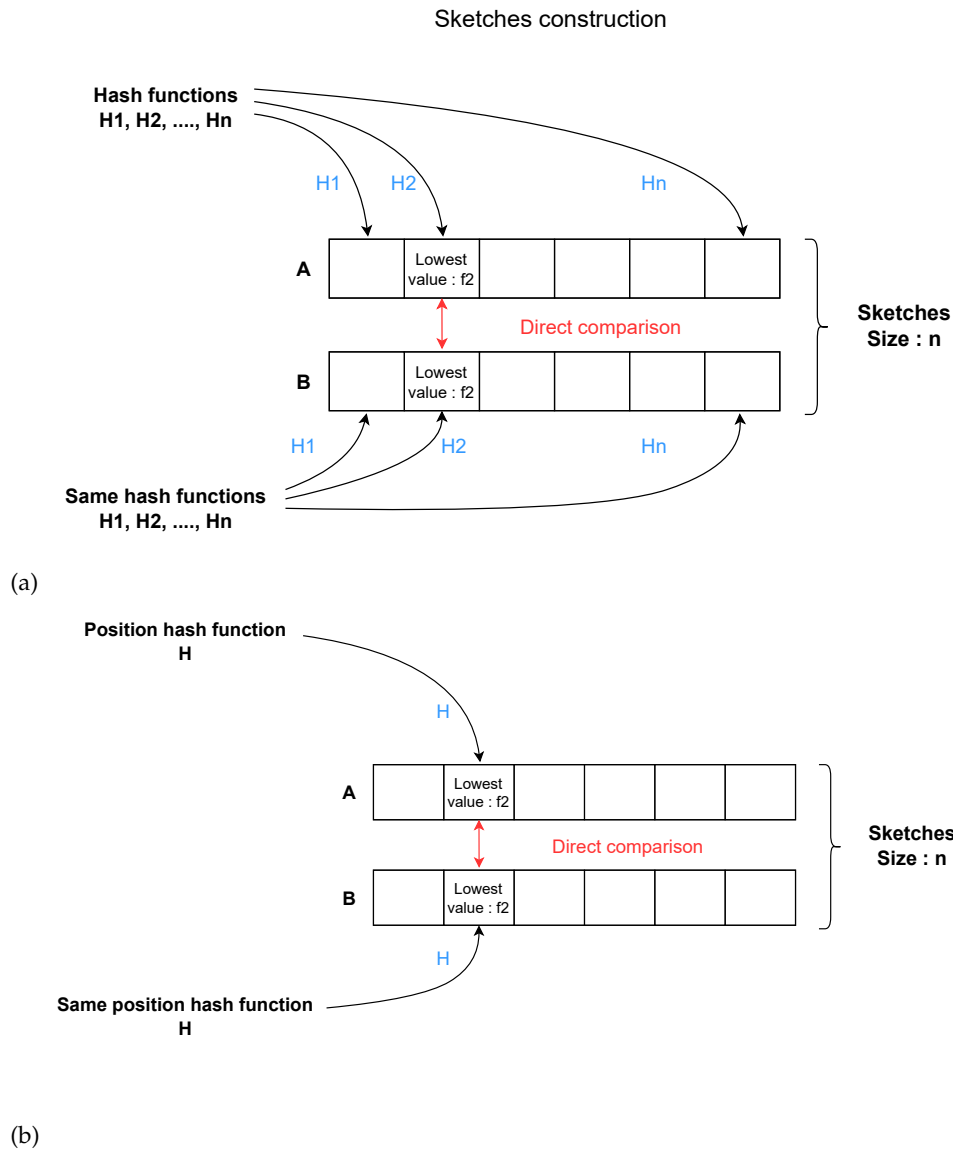 Sketches construction
Hash functions
H1, H2, ...., Hn
H1
H2
Hn
A
Lowest
value : f2
Direct comparison
Sketches
Size : n
B
Lowest
value : f2
H1
H2
Hn
Same hash functions
H1, H2, ...., Hn
(a)
Position hash function
H
H
A
Lowest
value : f2
Direct comparison
Sketches
Size : n
B
Lowest
value : f2
H
Same position hash function
H
(b)